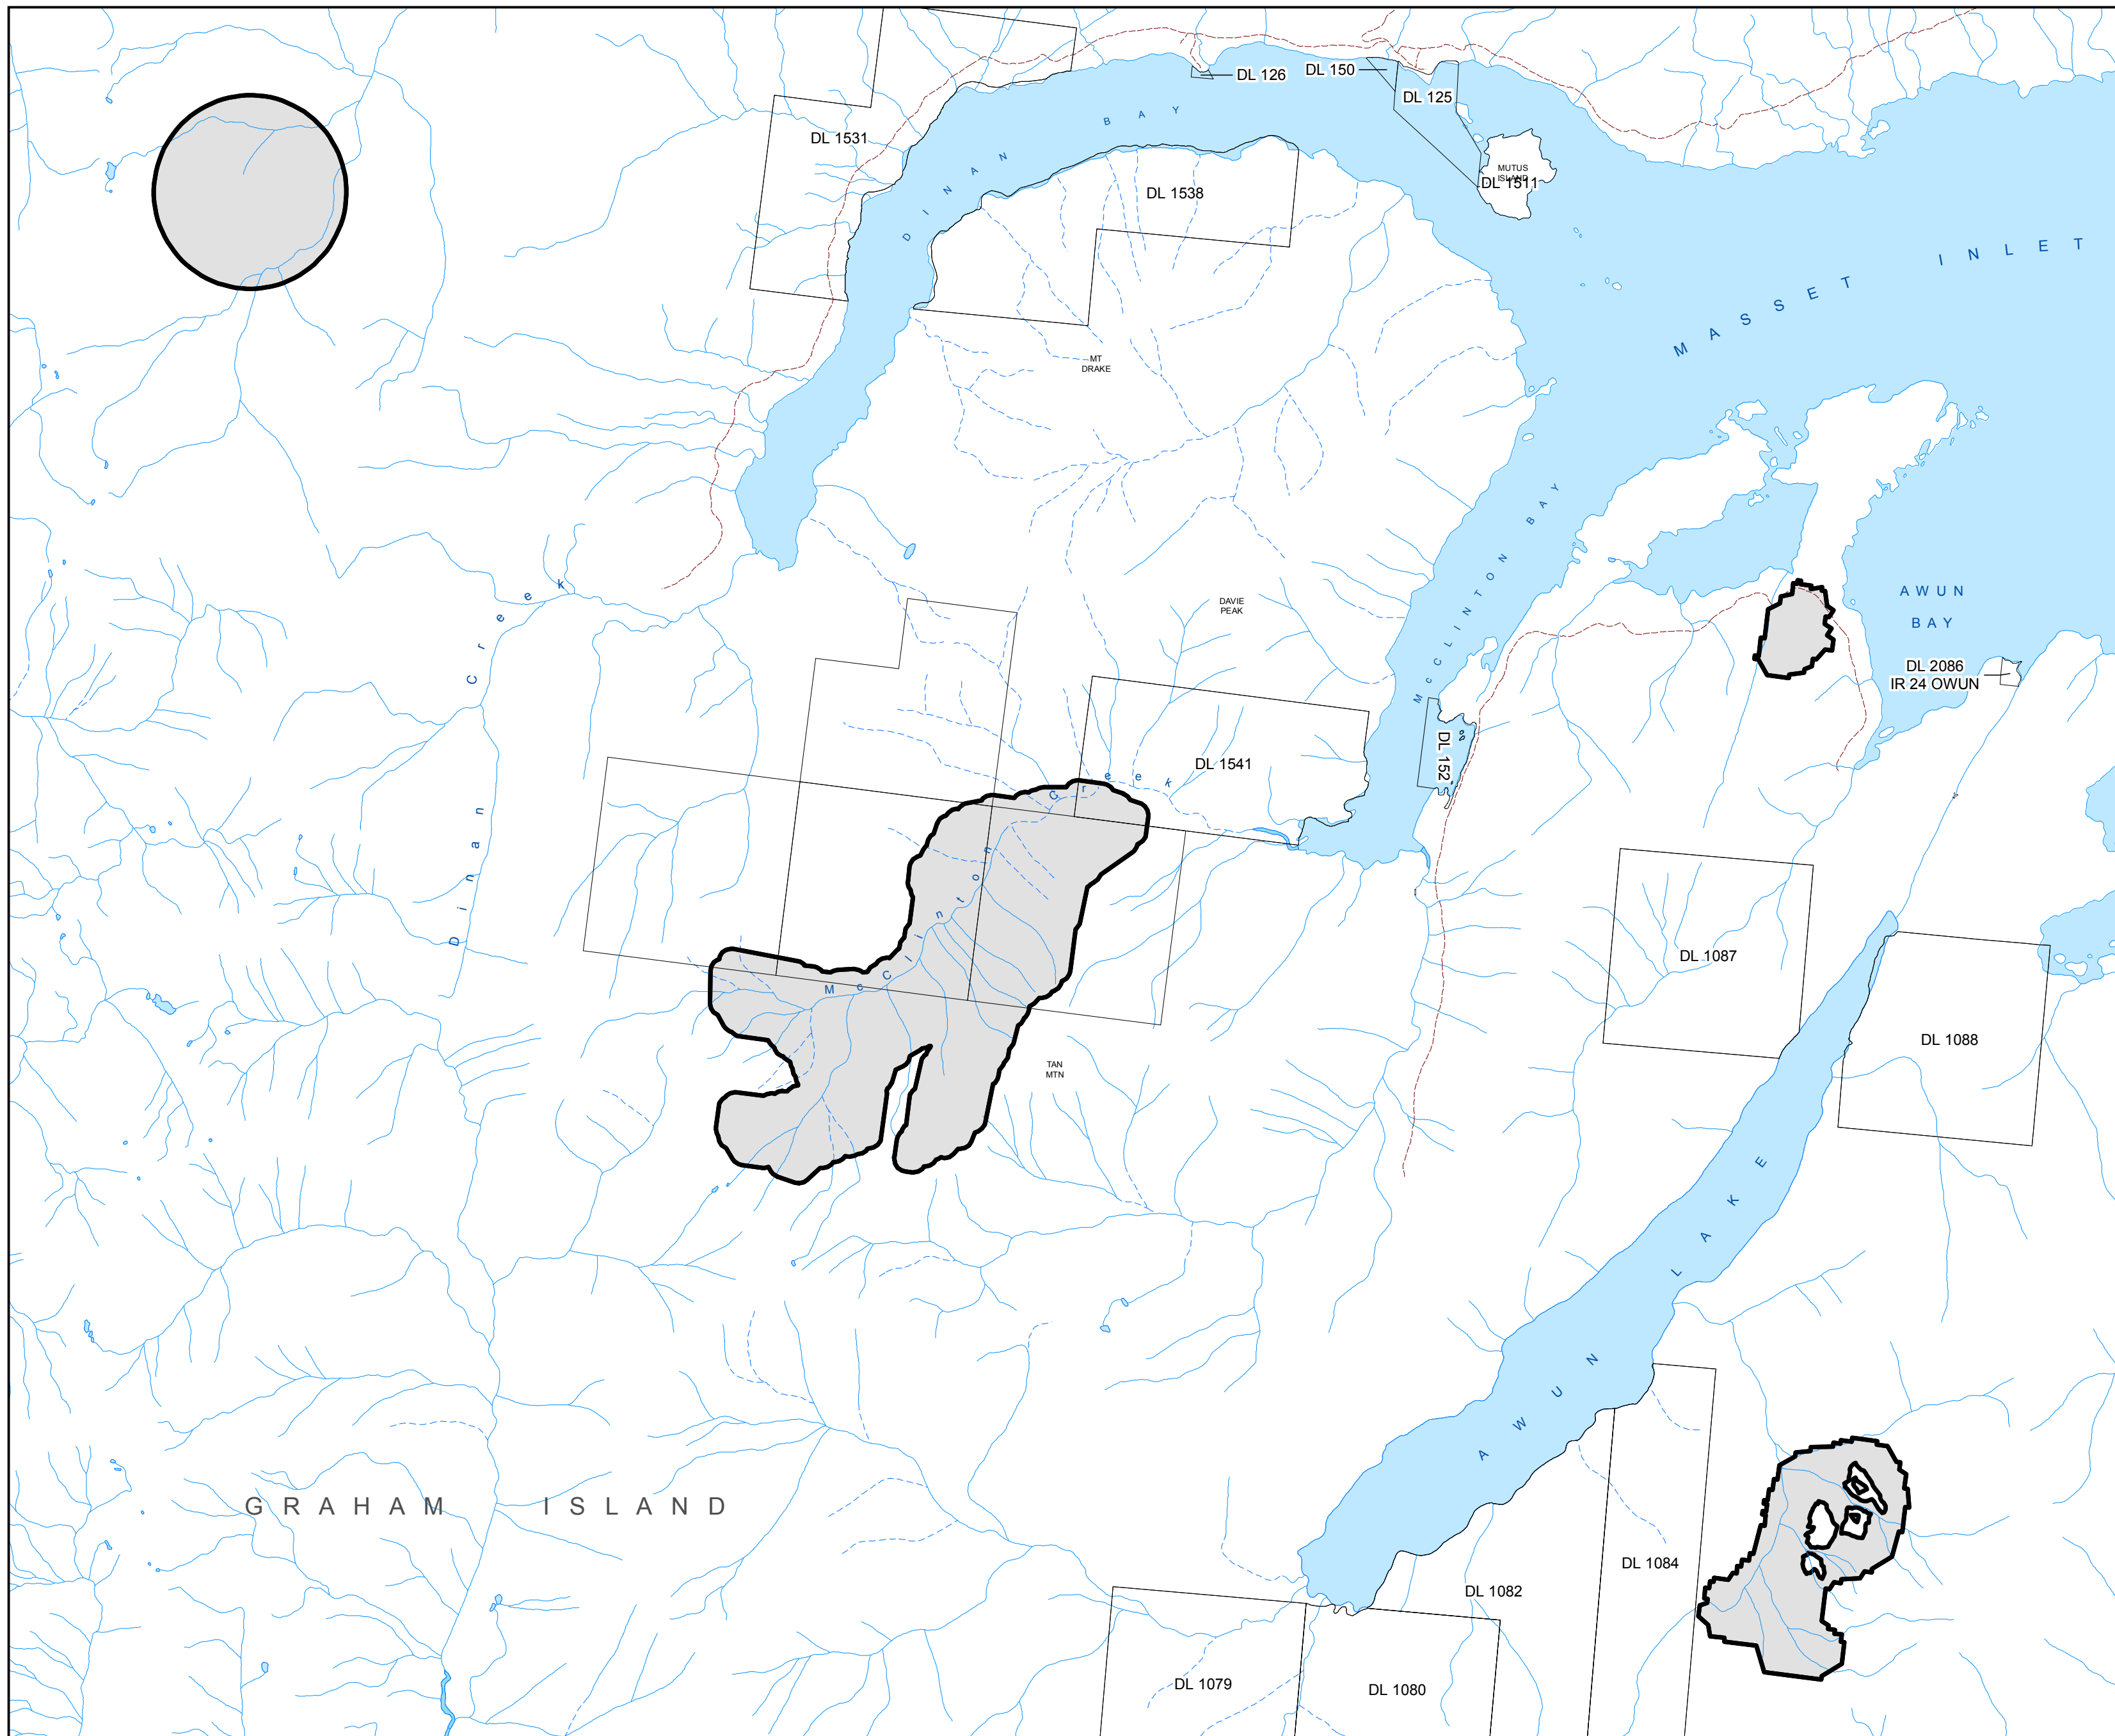 DL 126
DL 150
DL 125
DL 1531
DINAN BAY
MUTUS
ISLAND
DL 1511
DL 1538
MASSET INLET
MT
DRAKE
McCLINTON BAY
Dinan Creek
DAVIE
PEAK
AWUN
BAY
DL 2086
IR 24 OWUN
DL 1541
DL 152
McClinton Creek
DL 1087
DL 1088
TAN
MTN
AWUN LAKE
GRAHAM ISLAND
DL 1084
DL 1082
DL 1079
DL 1080